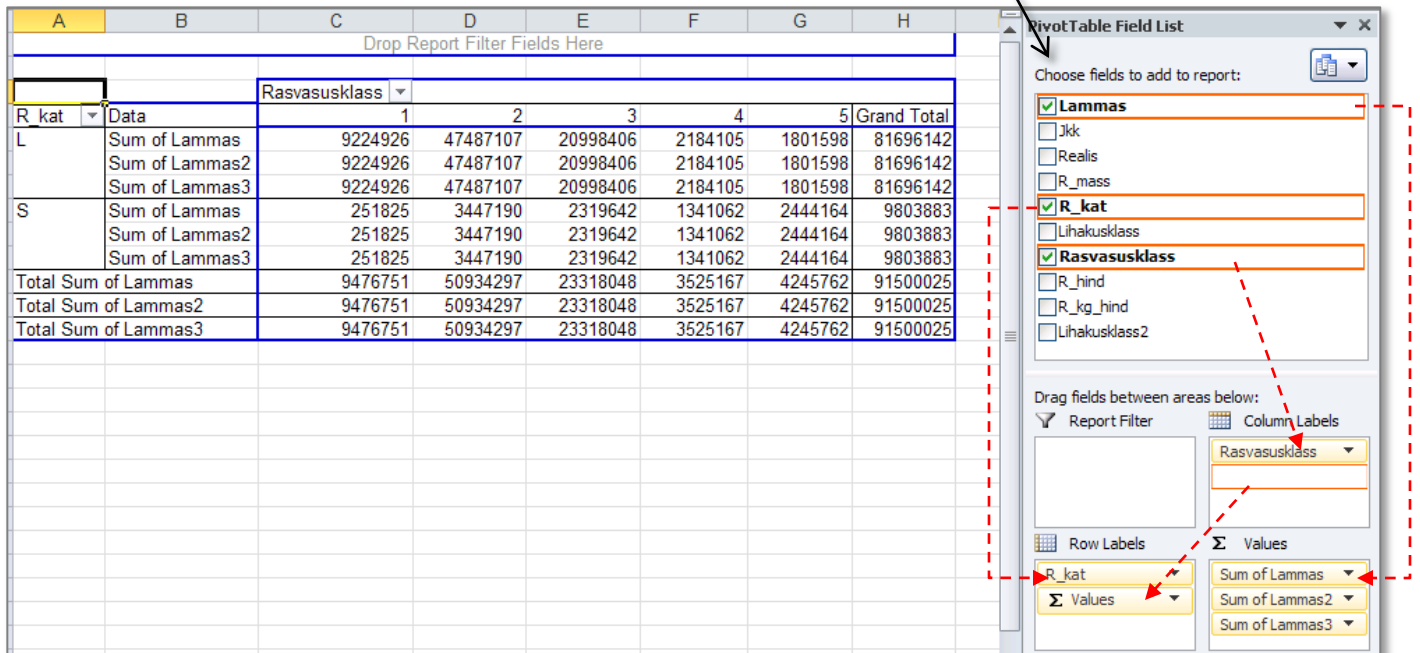 A B C D E F G H
Drop Report Filter Fields Here
Rasvasusklass
R_kat Data 1 2 3 4 5 Grand Total
L Sum of Lammas 9224926 47487107 20998406 2184105 1801598 81696142
Sum of Lammas2 9224926 47487107 20998406 2184105 1801598 81696142
Sum of Lammas3 9224926 47487107 20998406 2184105 1801598 81696142
S Sum of Lammas 251825 3447190 2319642 1341062 2444164 9803883
Sum of Lammas2 251825 3447190 2319642 1341062 2444164 9803883
Sum of Lammas3 251825 3447190 2319642 1341062 2444164 9803883
Total Sum of Lammas 9476751 50934297 23318048 3525167 4245762 91500025
Total Sum of Lammas2 9476751 50934297 23318048 3525167 4245762 91500025
Total Sum of Lammas3 9476751 50934297 23318048 3525167 4245762 91500025
PivotTable Field List
Choose fields to add to report:
Lammas
Jkk
Realis
R_mass
R_kat
Lihakusklass
Rasvasusklass
R_hind
R_kg_hind
Lihakusklass2
Drag fields between areas below:
Report Filter Column Labels
Rasvasusklass
Row Labels Σ Values
R_kat Sum of Lammas
Σ Values Sum of Lammas2
Sum of Lammas3